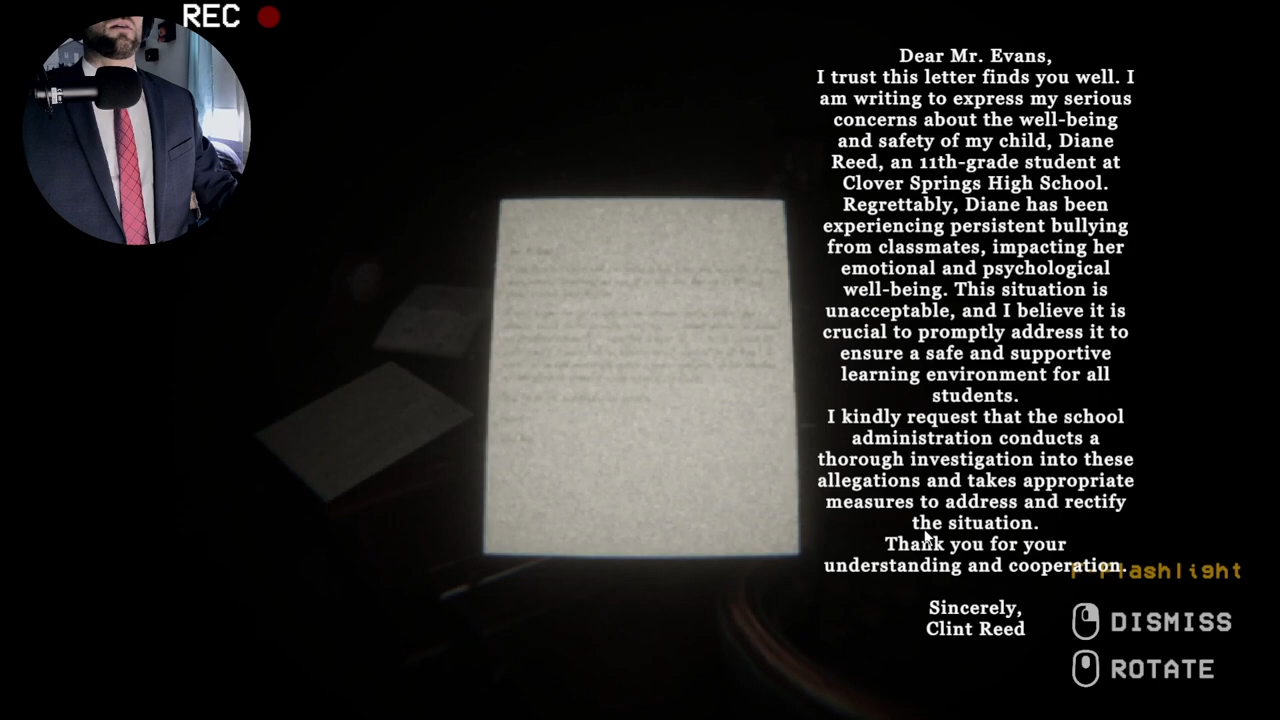 REC
Dear Mr. Evans,
I trust this letter finds you well. I
am writing to express my serious
concerns about the well-being
and safety of my child, Diane
Reed, an 11th-grade student at
Clover Springs High School.
Regrettably, Diane has been
experiencing persistent bullying
from classmates, impacting her
emotional and psychological
well-being. This situation is
unacceptable, and I believe it is
crucial to promptly address it to
ensure a safe and supportive
learning environment for all
students.
I kindly request that the school
administration conducts a
thorough investigation into these
allegations and takes appropriate
measures to address and rectify
the situation.
Thank you for your
understanding and cooperation.
Sincerely,
Clint Reed
Flashlight
DISMISS
ROTATE